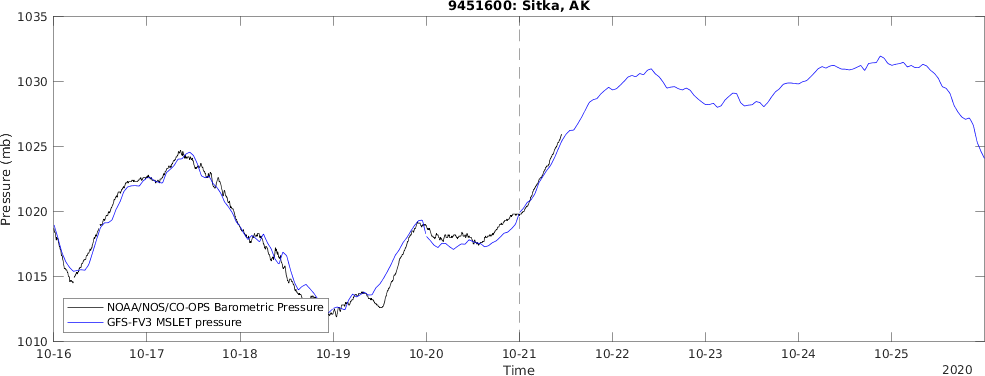 9451600: Sitka, AK
Pressure (mb)
1035
1030
1025
1020
1015
1010
NOAA/NOS/CO-OPS Barometric Pressure
GFS-FV3 MSLET pressure
10-16 10-17 10-18 10-19 10-20 10-21 10-22 10-23 10-24 10-25
Time
2020